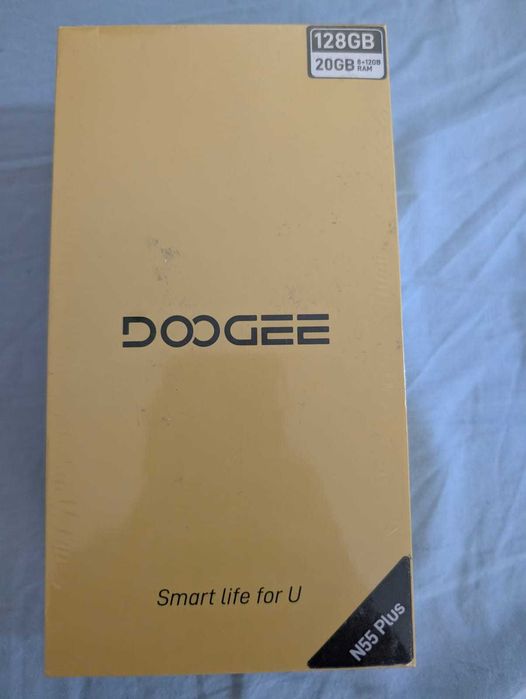 128GB
20GB 8+12GB RAM
DOOGEE
Smart life for U
N55 Plus